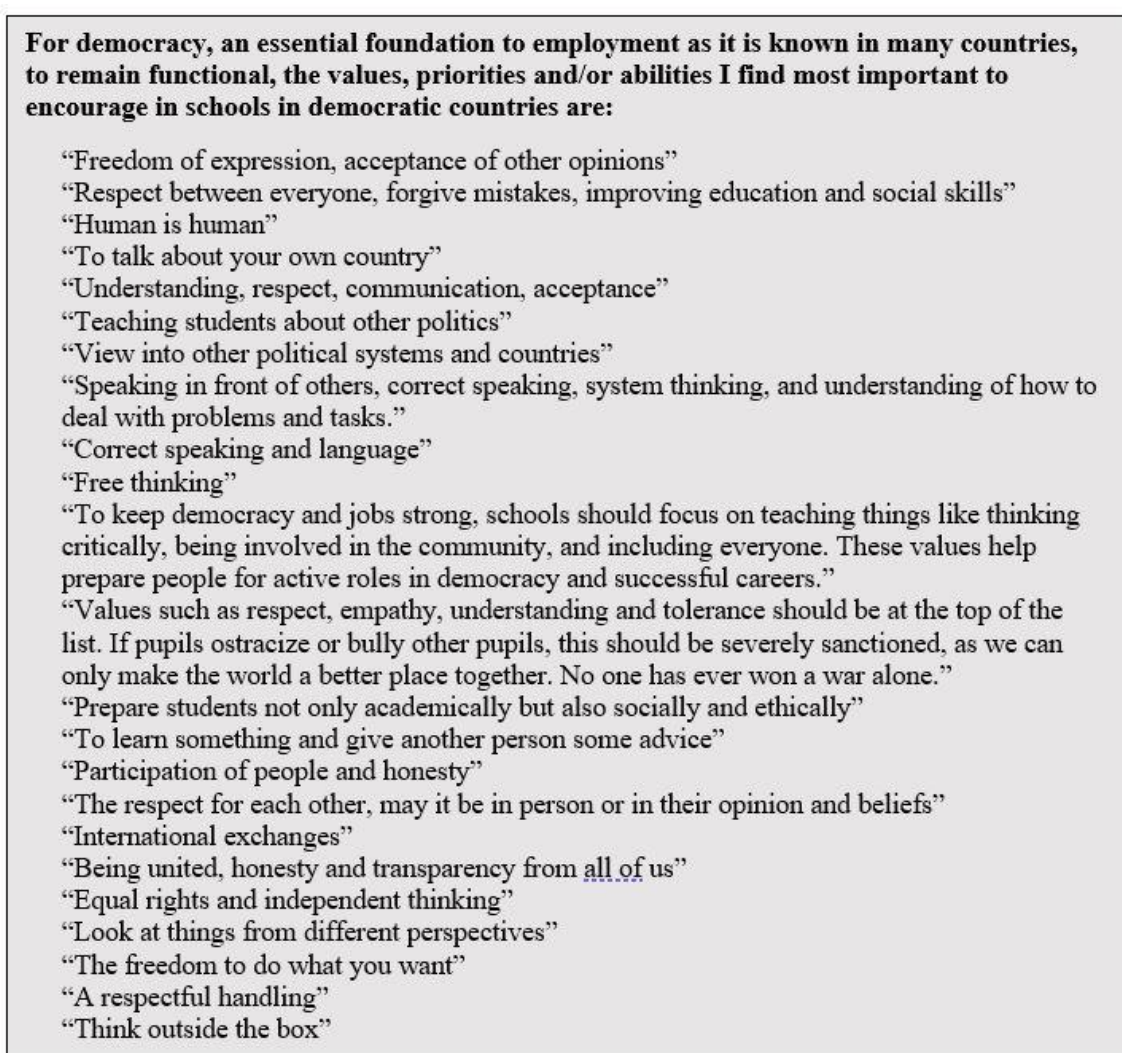 For democracy, an essential foundation to employment as it is known in many countries,
to remain functional, the values, priorities and/or abilities I find most important to
encourage in schools in democratic countries are:
“Freedom of expression, acceptance of other opinions”
“Respect between everyone, forgive mistakes, improving education and social skills”
“Human is human”
“To talk about your own country”
“Understanding, respect, communication, acceptance”
“Teaching students about other politics”
“View into other political systems and countries”
“Speaking in front of others, correct speaking, system thinking, and understanding of how to
deal with problems and tasks.”
“Correct speaking and language”
“Free thinking”
“To keep democracy and jobs strong, schools should focus on teaching things like thinking
critically, being involved in the community, and including everyone. These values help
prepare people for active roles in democracy and successful careers.”
“Values such as respect, empathy, understanding and tolerance should be at the top of the
list. If pupils ostracize or bully other pupils, this should be severely sanctioned, as we can
only make the world a better place together. No one has ever won a war alone.”
“Prepare students not only academically but also socially and ethically”
“To learn something and give another person some advice”
“Participation of people and honesty”
“The respect for each other, may it be in person or in their opinion and beliefs”
“International exchanges”
“Being united, honesty and transparency from all of us”
“Equal rights and independent thinking”
“Look at things from different perspectives”
“The freedom to do what you want”
“A respectful handling”
“Think outside the box”